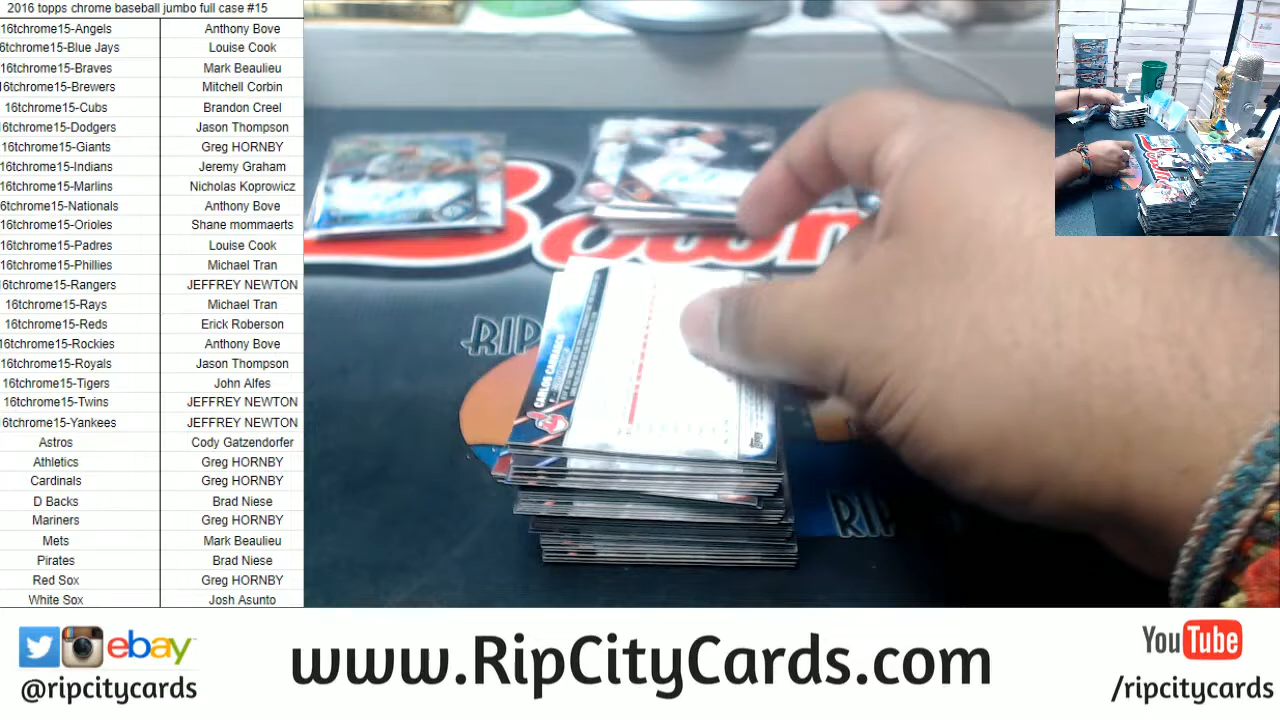 2016 topps chrome baseball jumbo full case #15
16tchrome15-Angels Anthony Bove
6tchrome15-Blue Jays Louise Cook
16tchrome15-Braves Mark Beaulieu
16tchrome15-Brewers Mitchell Corbin
16tchrome15-Cubs Brandon Creel
16tchrome15-Dodgers Jason Thompson
16tchrome15-Giants Greg HORNBY
16tchrome15-Indians Jeremy Graham
16tchrome15-Marlins Nicholas Koprowicz
6tchrome15-Nationals Anthony Bove
16tchrome15-Orioles Shane mommaerts
16tchrome15-Padres Louise Cook
16tchrome15-Phillies Michael Tran
16tchrome15-Rangers JEFFREY NEWTON
16tchrome15-Rays Michael Tran
16tchrome15-Reds Erick Roberson
16tchrome15-Rockies Anthony Bove
16tchrome15-Royals Jason Thompson
16tchrome15-Tigers John Alfes
16tchrome15-Twins JEFFREY NEWTON
16tchrome15-Yankees JEFFREY NEWTON
Astros Cody Gatzendorfer
Athletics Greg HORNBY
Cardinals Greg HORNBY
D Backs Brad Niese
Mariners Greg HORNBY
Mets Mark Beaulieu
Pirates Brad Niese
Red Sox Greg HORNBY
White Sox Josh Asunto
Bowm
RIP
CARLOS CARRASCO
Topps
RIP
ebay
@ripcitycards
www.RipCityCards.com
YouTube
/ripcitycards